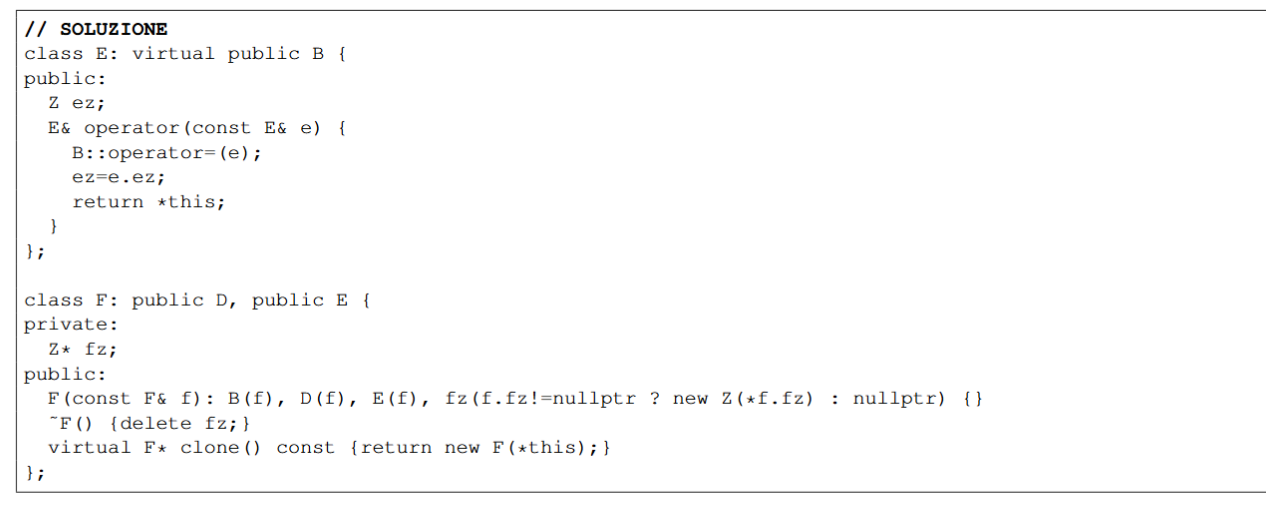 // SOLUZIONE
class E: virtual public B {
public:
  Z ez;
  E& operator(const E& e) {
    B::operator=(e);
    ez=e.ez;
    return *this;
  }
};

class F: public D, public E {
private:
  Z* fz;
public:
  F(const F& f): B(f), D(f), E(f), fz(f.fz!=nullptr ? new Z(*f.fz) : nullptr) {}
  ~F() {delete fz;}
  virtual F* clone() const {return new F(*this);}
};